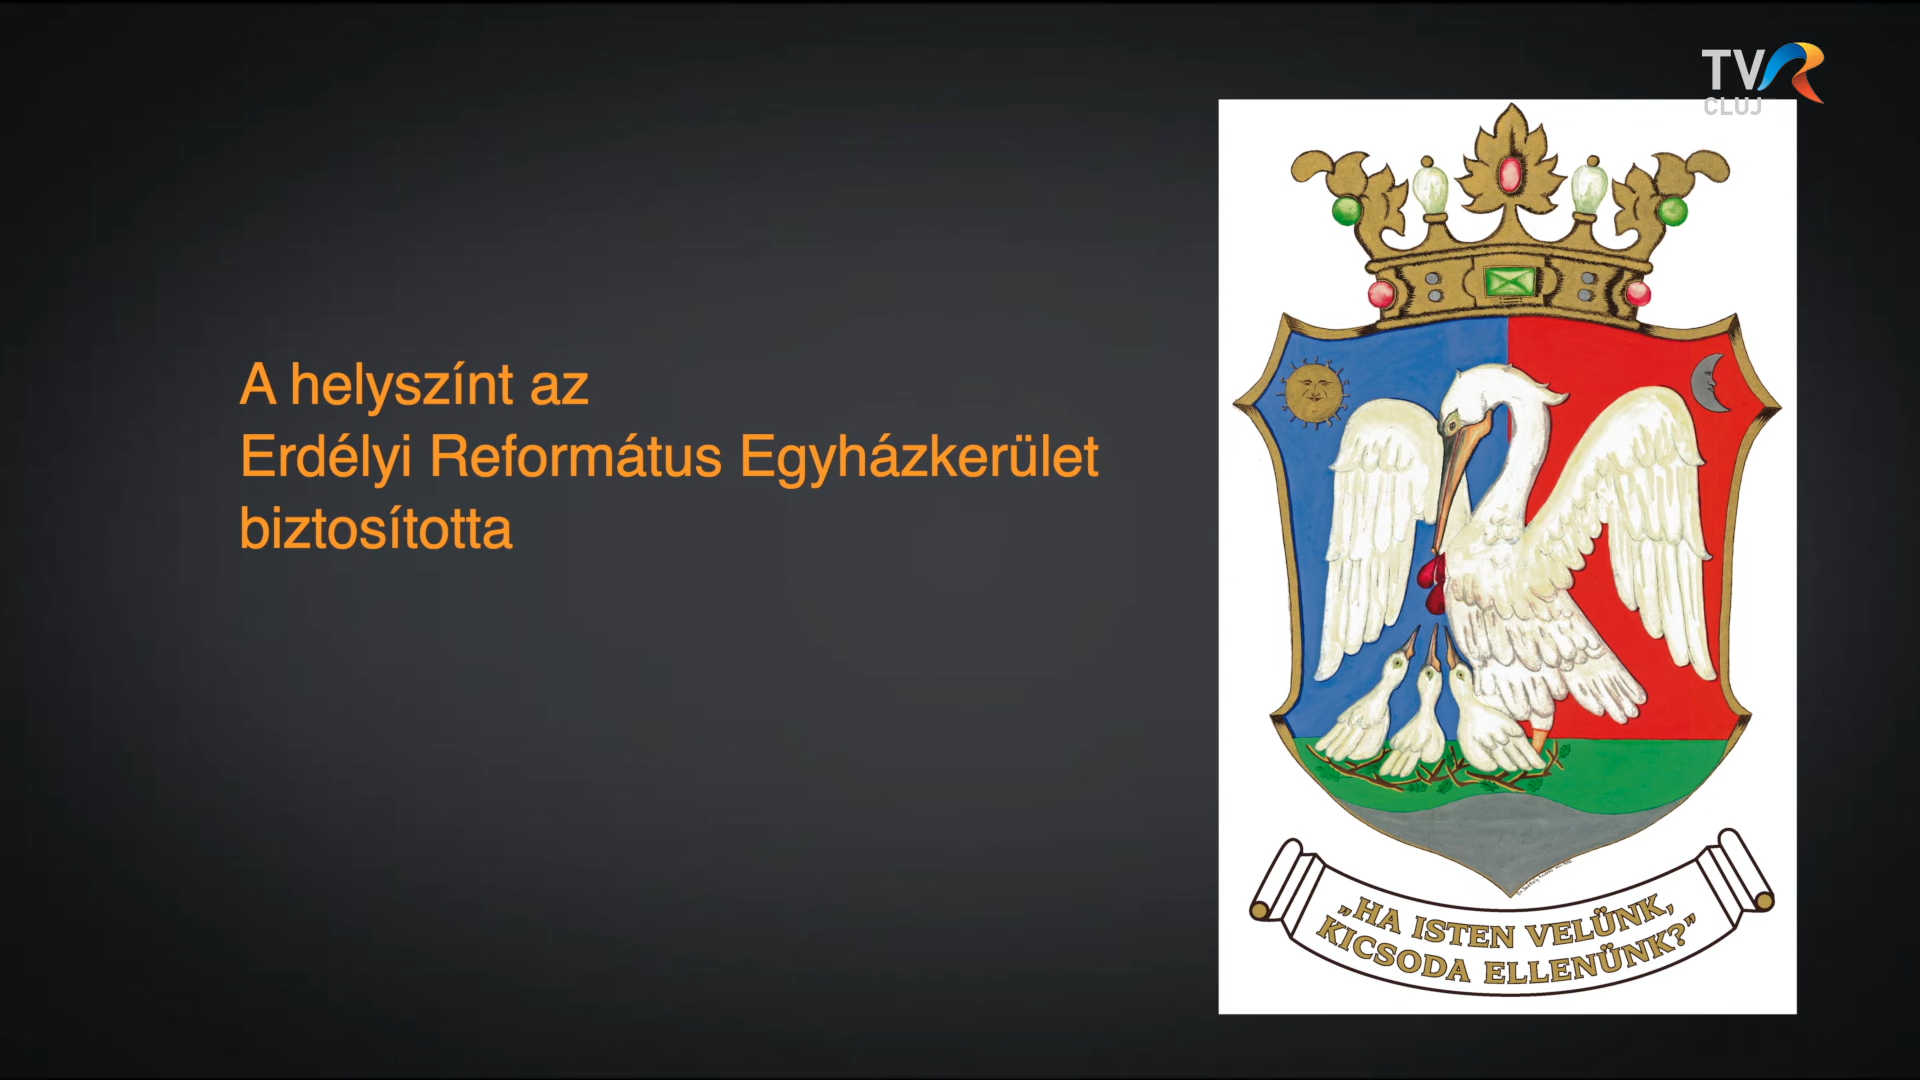 TVR
CLUJ
A helyszínt az
Erdélyi Református Egyházkerület
biztosította
„HA ISTEN VELÜNK,
KICSODA ELLENÜNK?”